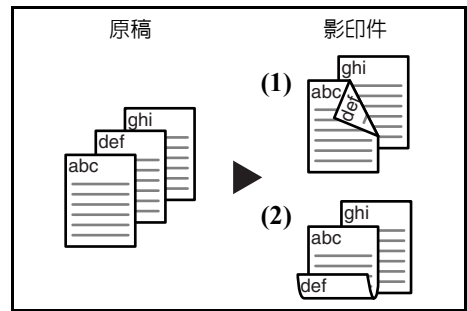 原稿
影印件
ghi
def
abc
(1)
ghi
abc
def
(2)
ghi
abc
def